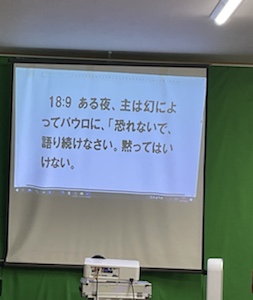 18:9 ある夜、主は幻によ
ってパウロに、「恐れないで、
語り続けなさい。黙ってはい
けない。